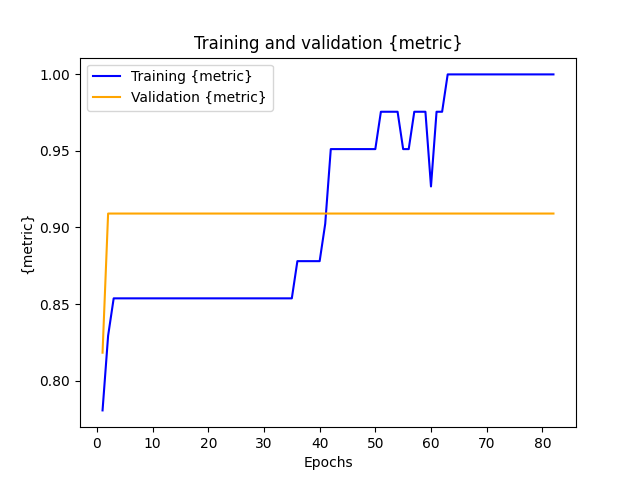 Training and validation {metric}
Training {metric}
Validation {metric}
1.00
0.95
0.90
0.85
0.80
{metric}
0 10 20 30 40 50 60 70 80
Epochs